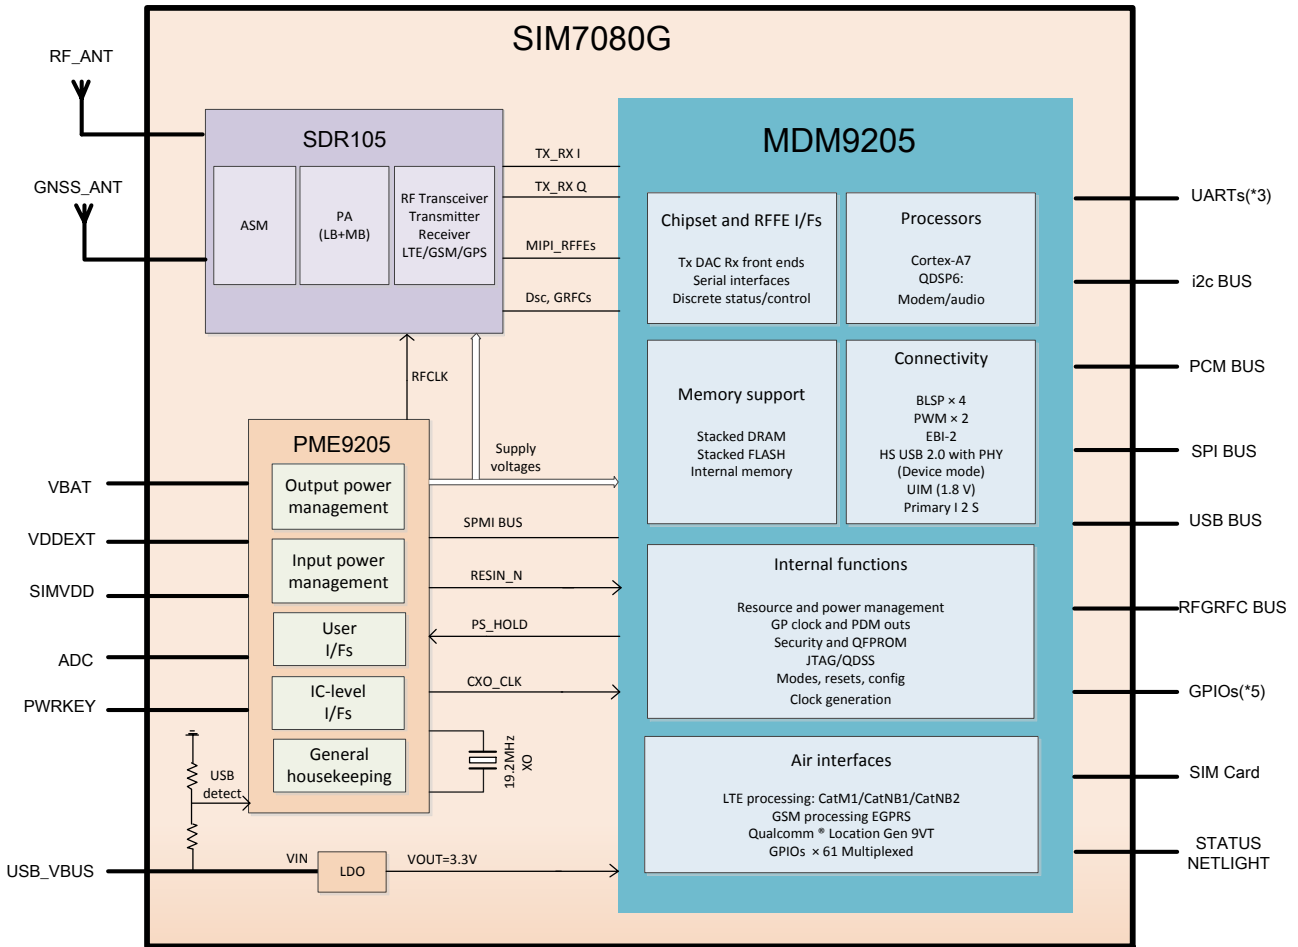 SIM7080G
RF_ANT
GNSS_ANT
SDR105
ASM
PA
(LB+MB)
RF Transceiver
Transmitter
Receiver
LTE/GSM/GPS
TX_RX I
TX_RX Q
MIPI_RFFEs
Dsc, GRFCs
RFCLK
MDM9205
Chipset and RFFE I/Fs
Tx DAC Rx front ends
Serial interfaces
Discrete status/control
Processors
Cortex-A7
QDSP6:
Modem/audio
Memory support
Stacked DRAM
Stacked FLASH
Internal memory
Connectivity
BLSP × 4
PWM × 2
EBI-2
HS USB 2.0 with PHY
(Device mode)
UIM (1.8 V)
Primary I 2 S
Internal functions
Resource and power management
GP clock and PDM outs
Security and QFPROM
JTAG/QDSS
Modes, resets, config
Clock generation
Air interfaces
LTE processing: CatM1/CatNB1/CatNB2
GSM processing EGPRS
Qualcomm ® Location Gen 9VT
GPIOs × 61 Multiplexed
PME9205
Output power
management
Input power
management
User
I/Fs
IC-level
I/Fs
General
housekeeping
Supply
voltages
SPMI BUS
RESIN_N
PS_HOLD
CXO_CLK
19.2MHz
XO
VBAT
VDDEXT
SIMVDD
ADC
PWRKEY
USB
detect
USB_VBUS
VIN
LDO
VOUT=3.3V
UARTs(*3)
i2c BUS
PCM BUS
SPI BUS
USB BUS
RFGRFC BUS
GPIOs(*5)
SIM Card
STATUS
NETLIGHT